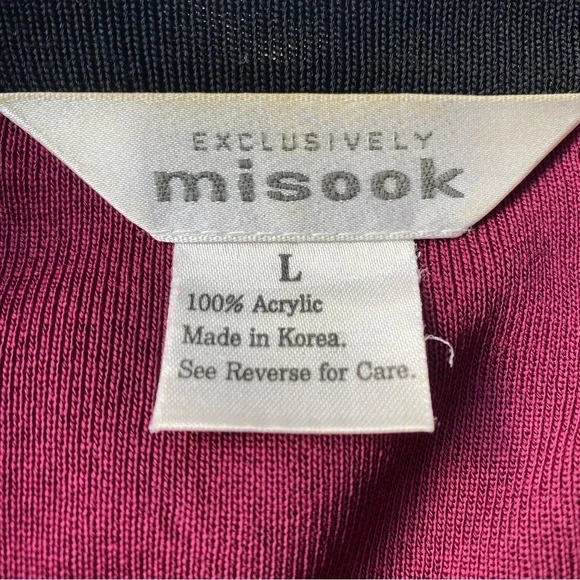 EXCLUSIVELY
misook
L
100% Acrylic
Made in Korea.
See Reverse for Care.